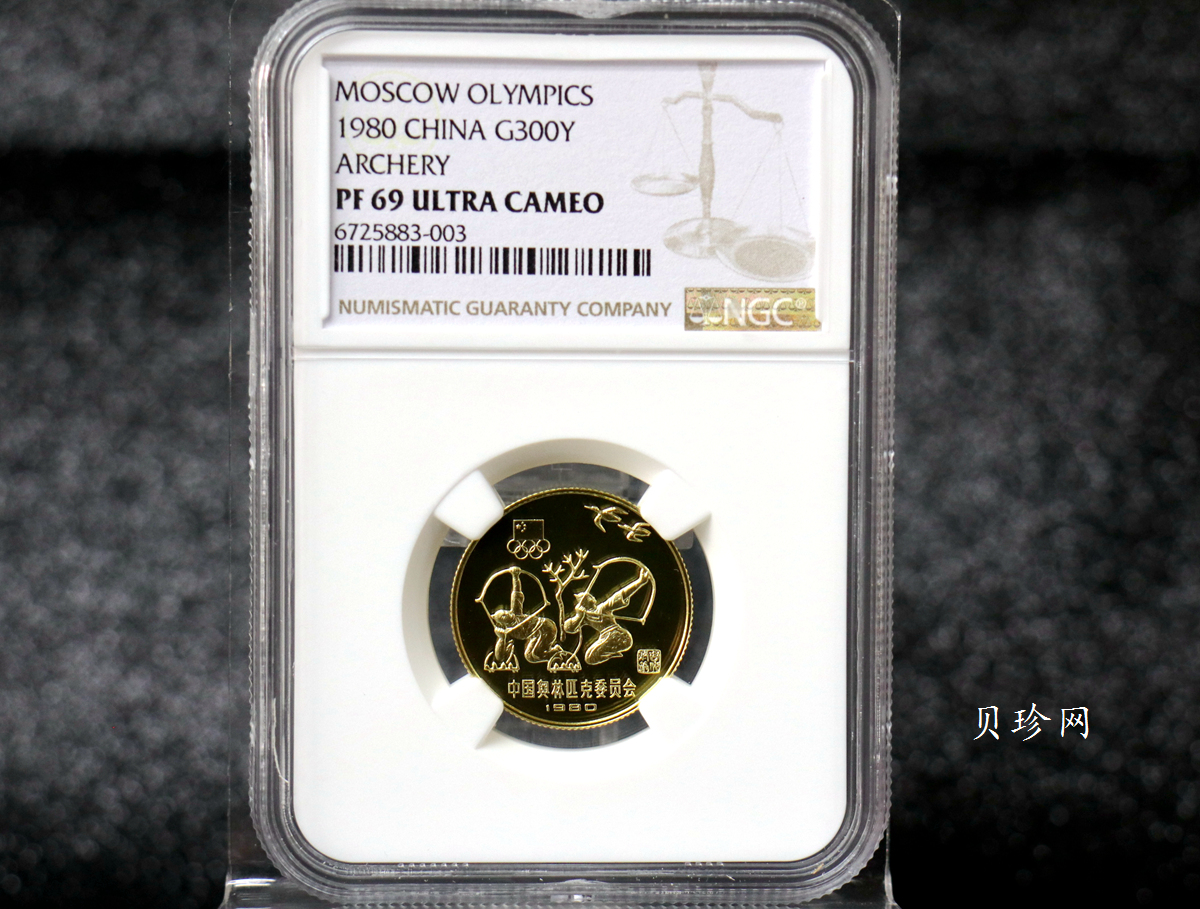 MOSCOW OLYMPICS
1980 CHINA G300Y
ARCHERY
PF 69 ULTRA CAMEO
6725883-003
NUMISMATIC GUARANTY COMPANY
NGC®
中国奥林匹克委员会
1980
贝珍网